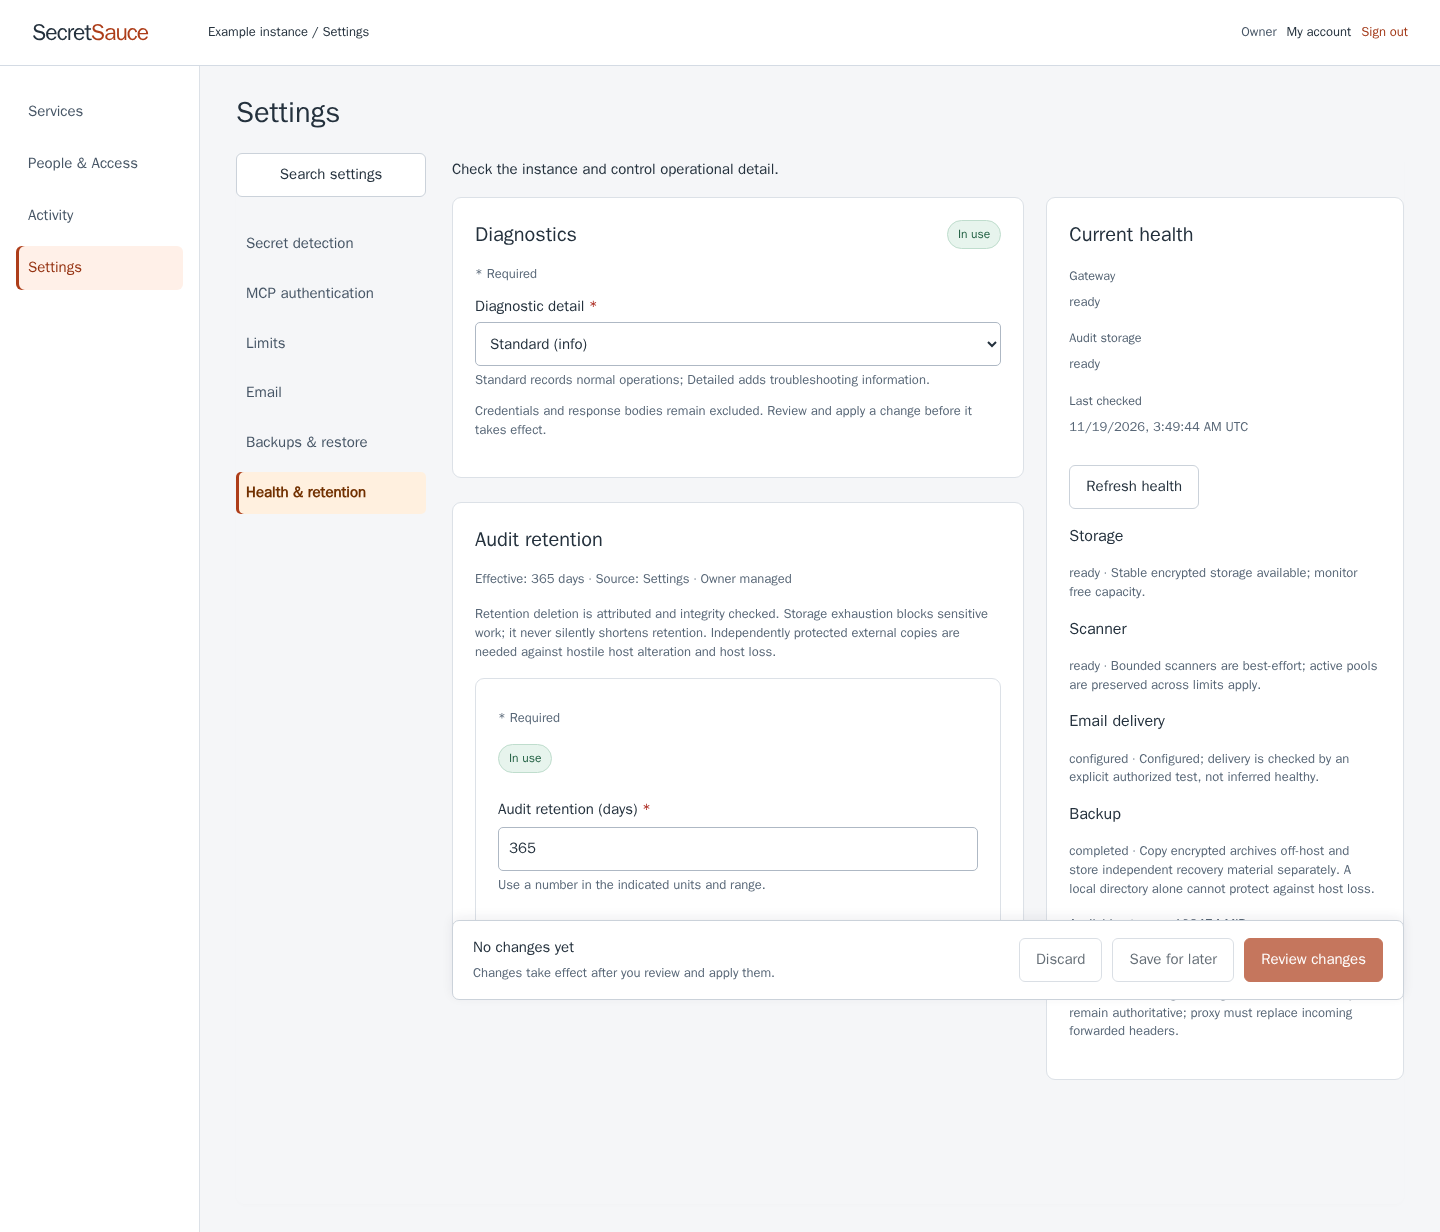 SecretSauce
Example instance / Settings
Owner My account Sign out
Services
People & Access
Activity
Settings
Settings
Search settings
Secret detection
MCP authentication
Limits
Email
Backups & restore
Health & retention
Check the instance and control operational detail.
Diagnostics
In use
* Required
Diagnostic detail *
Standard (info)
Standard records normal operations; Detailed adds troubleshooting information.
Credentials and response bodies remain excluded. Review and apply a change before it
takes effect.
Audit retention
Effective: 365 days · Source: Settings · Owner managed
Retention deletion is attributed and integrity checked. Storage exhaustion blocks sensitive
work; it never silently shortens retention. Independently protected external copies are
needed against hostile host alteration and host loss.
* Required
In use
Audit retention (days) *
365
Use a number in the indicated units and range.
Current health
Gateway
ready
Audit storage
ready
Last checked
11/19/2026, 3:49:44 AM UTC
Refresh health
Storage
ready · Stable encrypted storage available; monitor
free capacity.
Scanner
ready · Bounded scanners are best-effort; active pools
are preserved across limits apply.
Email delivery
configured · Configured; delivery is checked by an
explicit authorized test, not inferred healthy.
Backup
completed · Copy encrypted archives off-host and
store independent recovery material separately. A
local directory alone cannot protect against host loss.
remain authoritative; proxy must replace incoming
forwarded headers.
No changes yet
Changes take effect after you review and apply them.
Discard
Save for later
Review changes